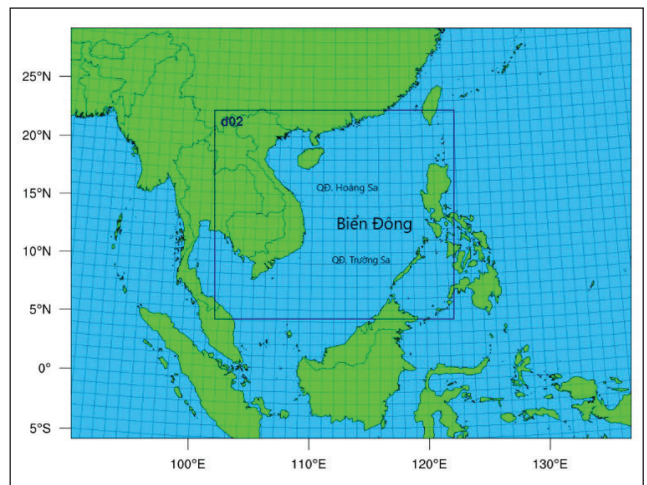 25°N
d02
20°N
QĐ. Hoàng Sa
15°N
Biển Đông
10°N
QĐ. Trường Sa
5°N
0°
5°S
100°E 110°E 120°E 130°E